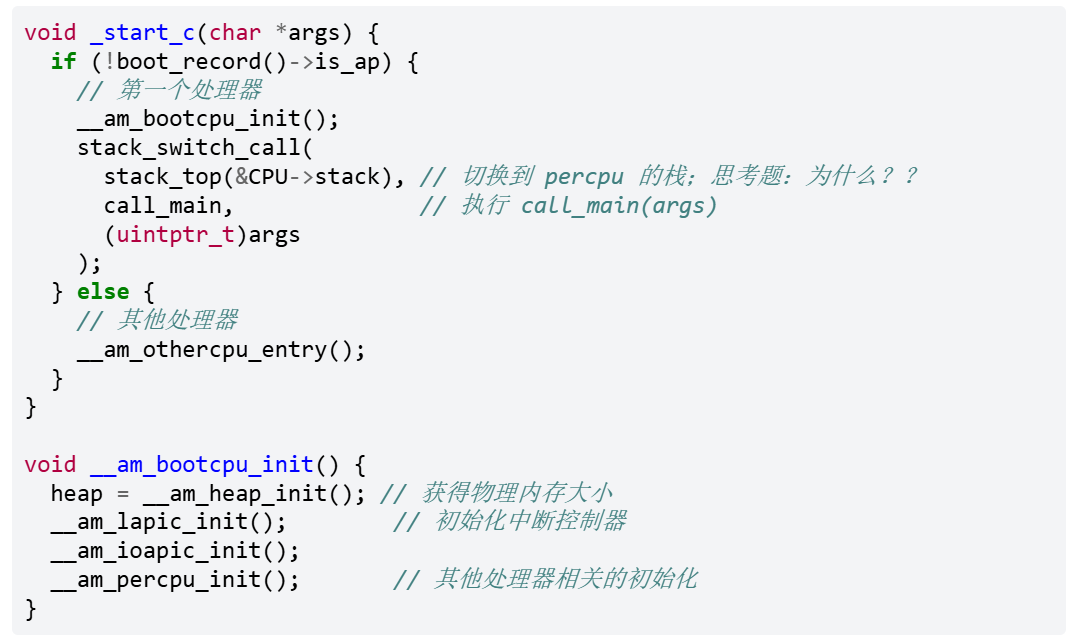 void _start_c(char *args) {
  if (!boot_record()->is_ap) {
    // 第一个处理器
    __am_bootcpu_init();
    stack_switch_call(
      stack_top(&CPU->stack), // 切换到 percpu 的栈；思考题：为什么？？
      call_main,              // 执行 call_main(args)
      (uintptr_t)args
    );
  } else {
    // 其他处理器
    __am_othercpu_entry();
  }
}

void __am_bootcpu_init() {
  heap = __am_heap_init(); // 获得物理内存大小
  __am_lapic_init();        // 初始化中断控制器
  __am_ioapic_init();
  __am_percpu_init();       // 其他处理器相关的初始化
}